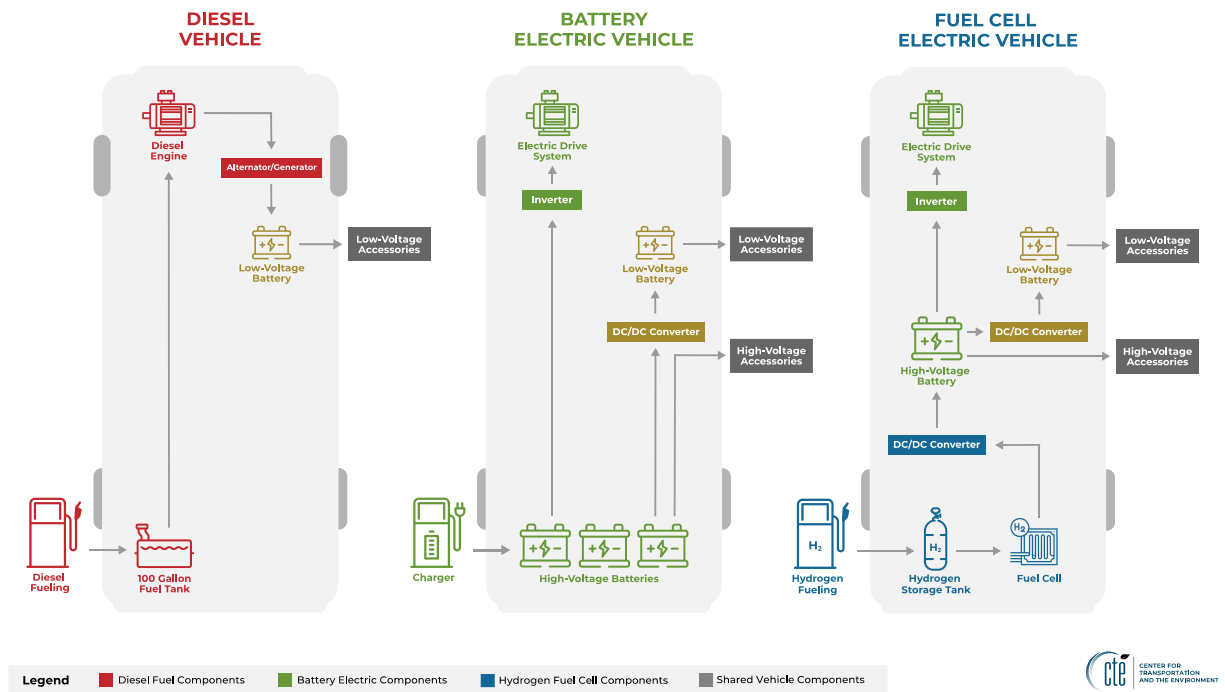 DIESEL
VEHICLE
Diesel
Engine
Alternator/Generator
Low-Voltage
Battery
Low-Voltage
Accessories
Diesel
Fueling
100 Gallon
Fuel Tank
BATTERY
ELECTRIC VEHICLE
Electric Drive
System
Inverter
Low-Voltage
Battery
Low-Voltage
Accessories
DC/DC Converter
High-Voltage
Accessories
Charger
High-Voltage Batteries
FUEL CELL
ELECTRIC VEHICLE
Electric Drive
System
Inverter
Low-Voltage
Battery
Low-Voltage
Accessories
DC/DC Converter
High-Voltage
Battery
High-Voltage
Accessories
DC/DC Converter
H2
Hydrogen
Fueling
H2
Hydrogen
Storage Tank
H2
Fuel Cell
Legend
Diesel Fuel Components
Battery Electric Components
Hydrogen Fuel Cell Components
Shared Vehicle Components
cte
CENTER FOR
TRANSPORTATION
AND THE ENVIRONMENT